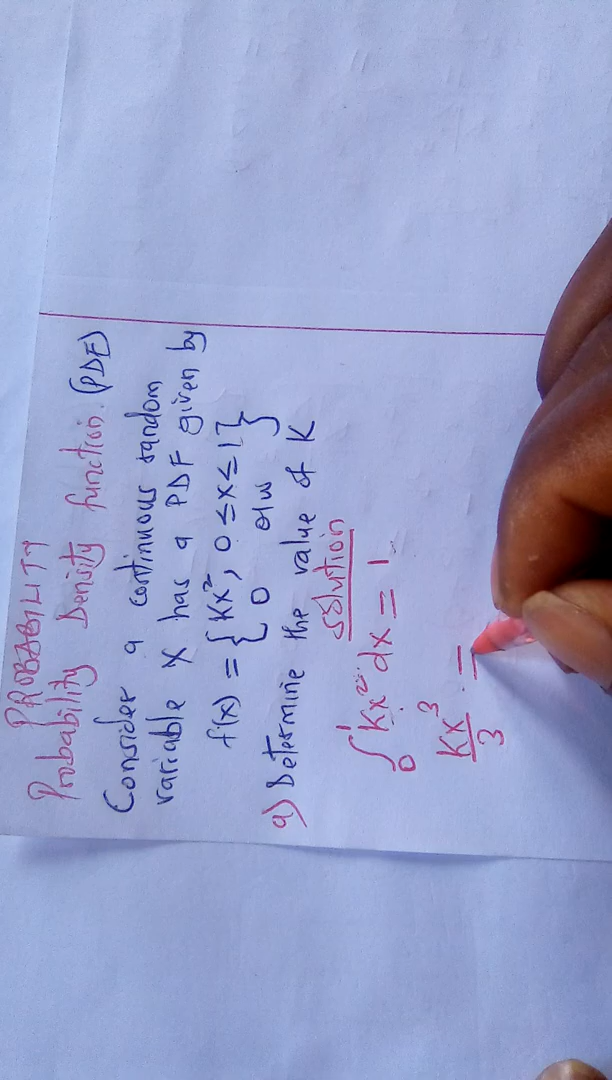 PROBABILITY
Probability Density function (PDF)
Consider a continuous random
variable X has a PDF given by
f(x) = { Kx², 0 ≤ x ≤ 1 }
{ 0 o/w }
a) Determine the value of K
solution
∫₀¹ Kx² dx = 1
Kx³/3 =